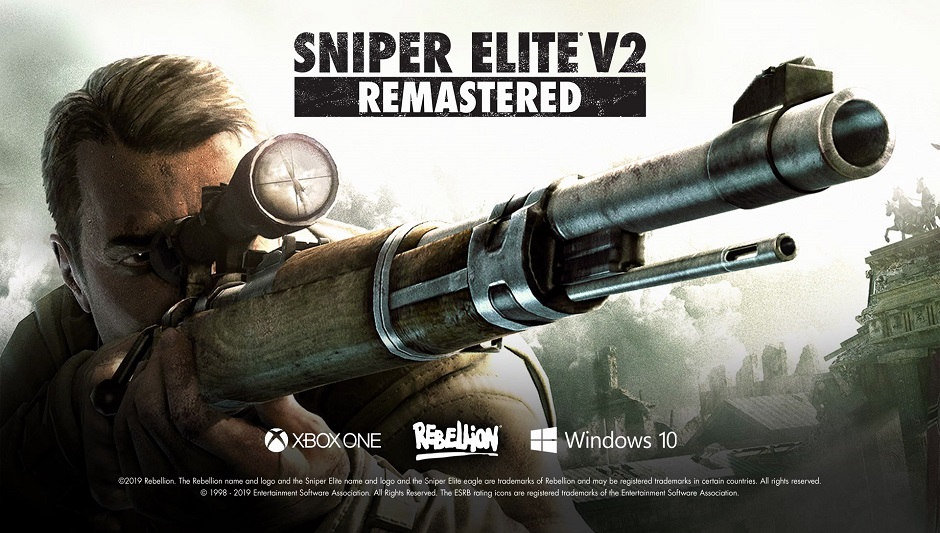 SNIPER ELITE V2
REMASTERED
XBOX ONE REBELLION Windows 10
©2019 Rebellion. The Rebellion name and logo and the Sniper Elite name and logo and the Sniper Elite eagle are trademarks of Rebellion and may be registered trademarks in certain countries. All rights reserved.
© 1998 - 2019 Entertainment Software Association. All Rights Reserved. The ESRB rating icons are registered trademarks of the Entertainment Software Association.